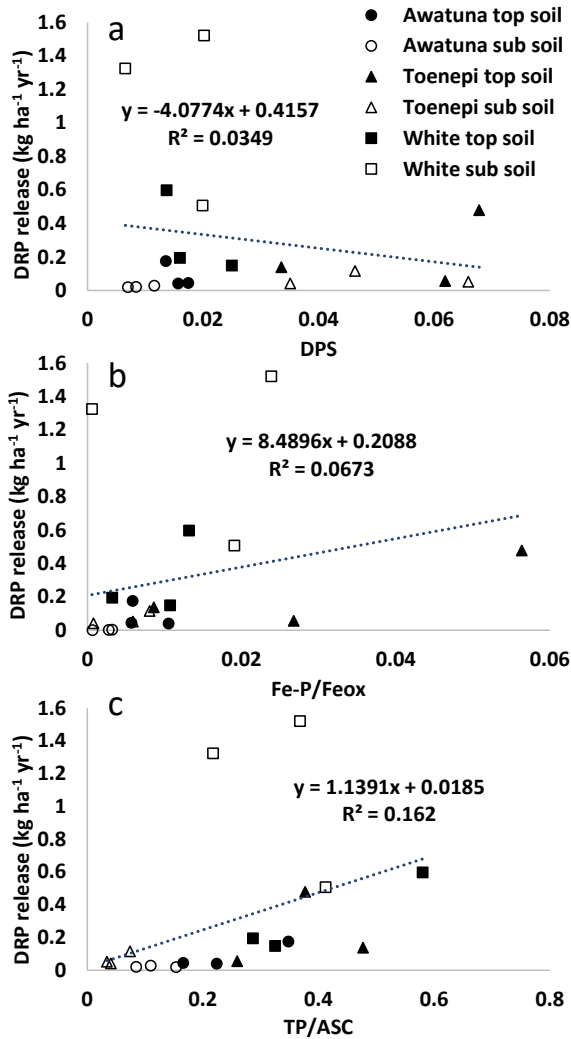 a
1.6
1.4
1.2
1
0.8
0.6
0.4
0.2
0
DRP release (kg ha⁻¹ yr⁻¹)
Awatuna top soil
Awatuna sub soil
Toenepi top soil
Toenepi sub soil
White top soil
White sub soil
y = -4.0774x + 0.4157
R² = 0.0349
0 0.02 0.04 0.06 0.08
DPS
b
1.6
1.4
1.2
1
0.8
0.6
0.4
0.2
0
DRP release (kg ha⁻¹ yr⁻¹)
y = 8.4896x + 0.2088
R² = 0.0673
0 0.02 0.04 0.06
Fe-P/Feox
c
1.6
1.4
1.2
1
0.8
0.6
0.4
0.2
0
DRP release (kg ha⁻¹ yr⁻¹)
y = 1.1391x + 0.0185
R² = 0.162
0 0.2 0.4 0.6 0.8
TP/ASC